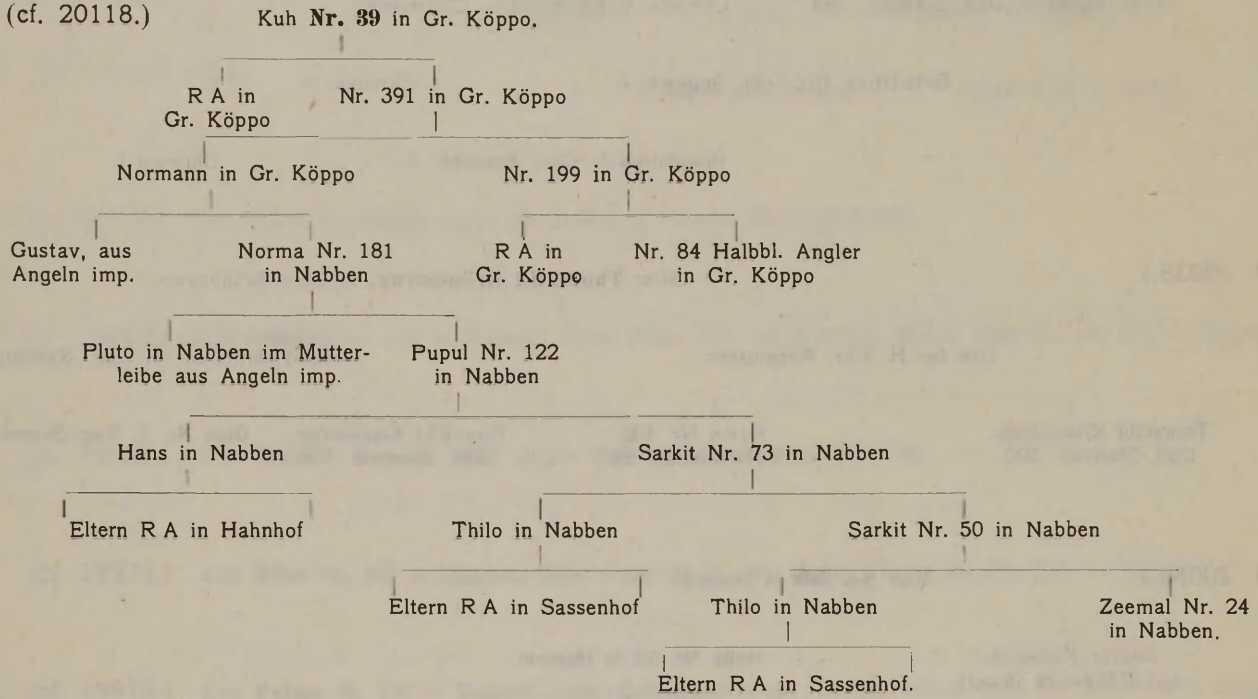 (cf. 20118.)
Kuh Nr. 39 in Gr. Köppo.
R A in
Gr. Köppo
Nr. 391 in Gr. Köppo
Normann in Gr. Köppo
Nr. 199 in Gr. Köppo
Gustav, aus
Angeln imp.
Norma Nr. 181
in Nabben
R A in
Gr. Köppo
Nr. 84 Halbbl. Angler
in Gr. Köppo
Pluto in Nabben im Mutter-
leibe aus Angeln imp.
Pupul Nr. 122
in Nabben
Hans in Nabben
Sarkit Nr. 73 in Nabben
Eltern R A in Hahnhof
Thilo in Nabben
Sarkit Nr. 50 in Nabben
Eltern R A in Sassenhof
Thilo in Nabben
Zeemal Nr. 24
in Nabben.
Eltern R A in Sassenhof.